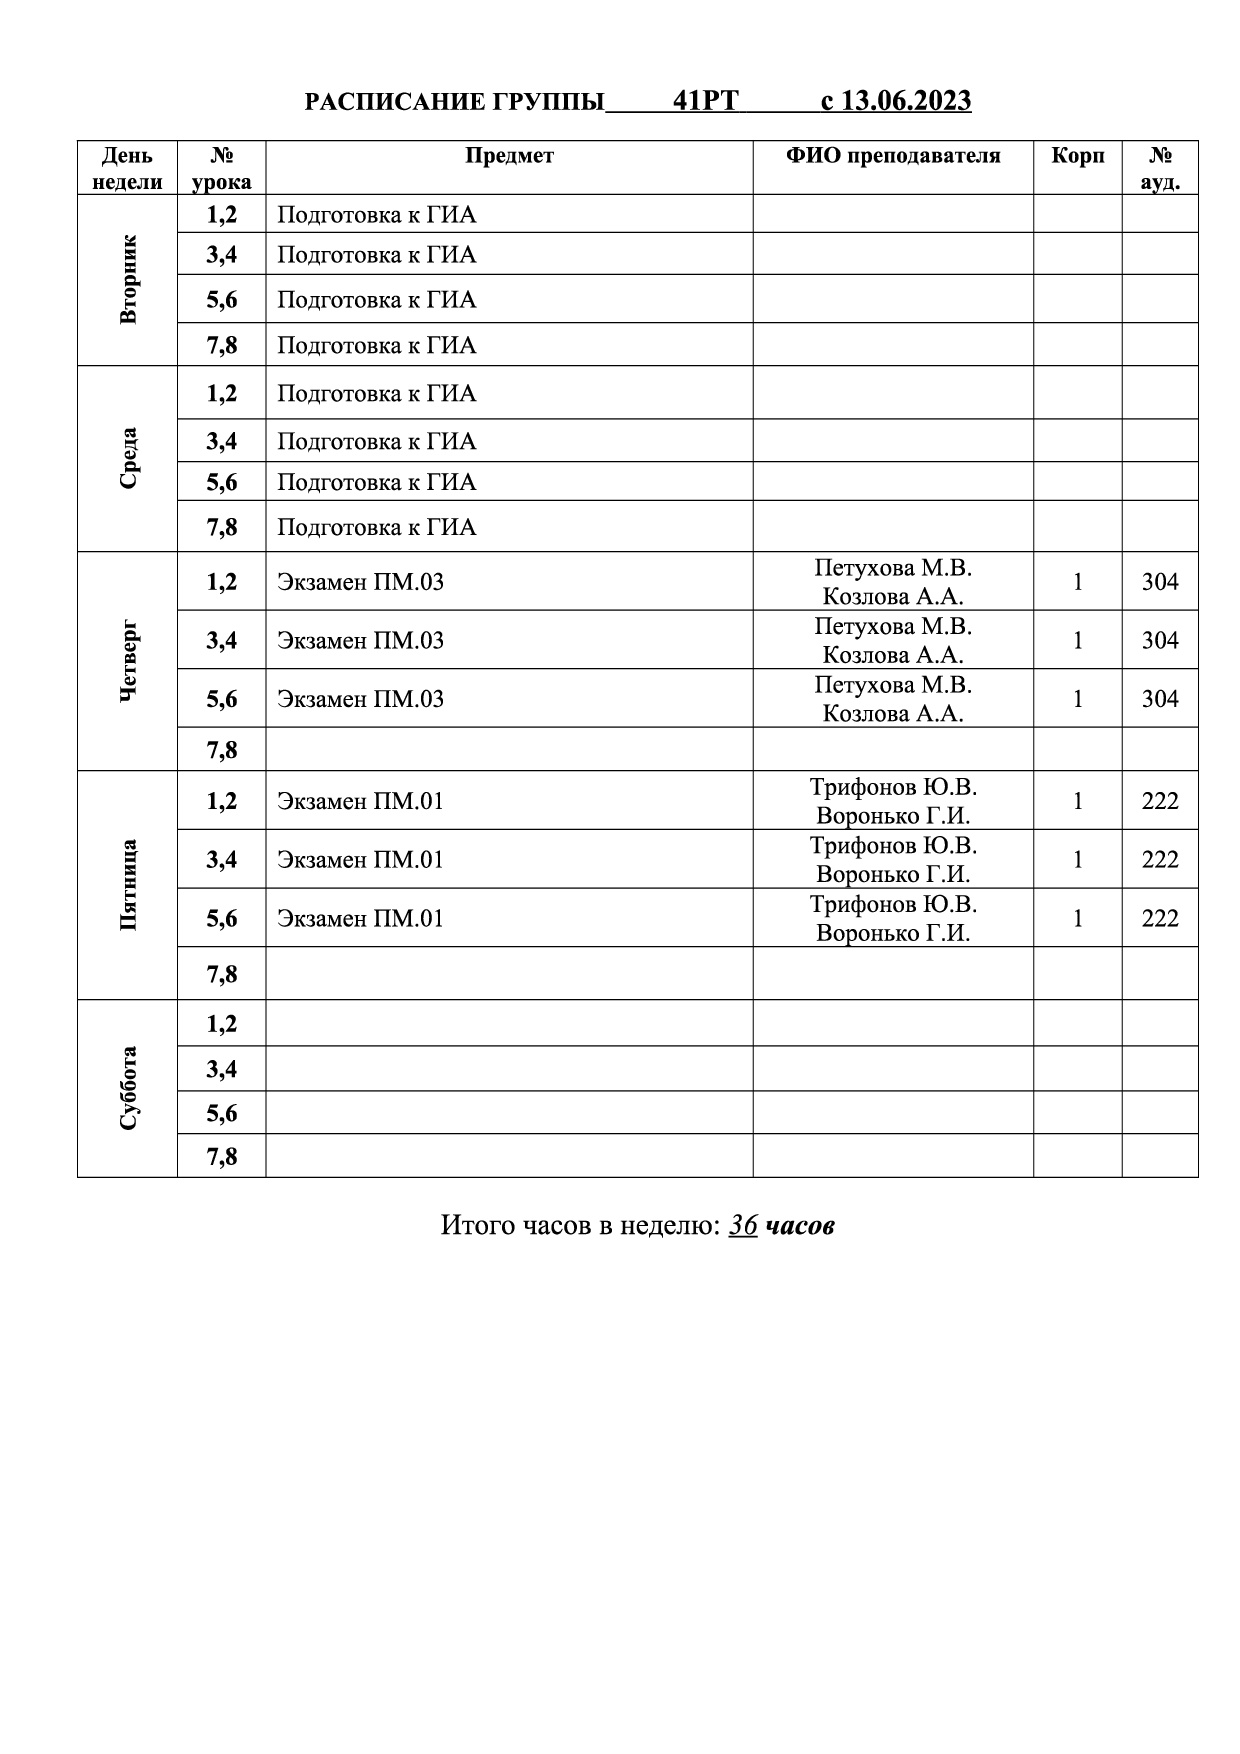 РАСПИСАНИЕ ГРУППЫ_____41РТ______с 13.06.2023
День недели № урока Предмет ФИО преподавателя Корп № ауд.
Вторник
1,2 Подготовка к ГИА
3,4 Подготовка к ГИА
5,6 Подготовка к ГИА
7,8 Подготовка к ГИА
Среда
1,2 Подготовка к ГИА
3,4 Подготовка к ГИА
5,6 Подготовка к ГИА
7,8 Подготовка к ГИА
Четверг
1,2 Экзамен ПМ.03 Петухова М.В. Козлова А.А. 1 304
3,4 Экзамен ПМ.03 Петухова М.В. Козлова А.А. 1 304
5,6 Экзамен ПМ.03 Петухова М.В. Козлова А.А. 1 304
7,8
Пятница
1,2 Экзамен ПМ.01 Трифонов Ю.В. Воронько Г.И. 1 222
3,4 Экзамен ПМ.01 Трифонов Ю.В. Воронько Г.И. 1 222
5,6 Экзамен ПМ.01 Трифонов Ю.В. Воронько Г.И. 1 222
7,8
Суббота
1,2
3,4
5,6
7,8
Итого часов в неделю: 36 часов